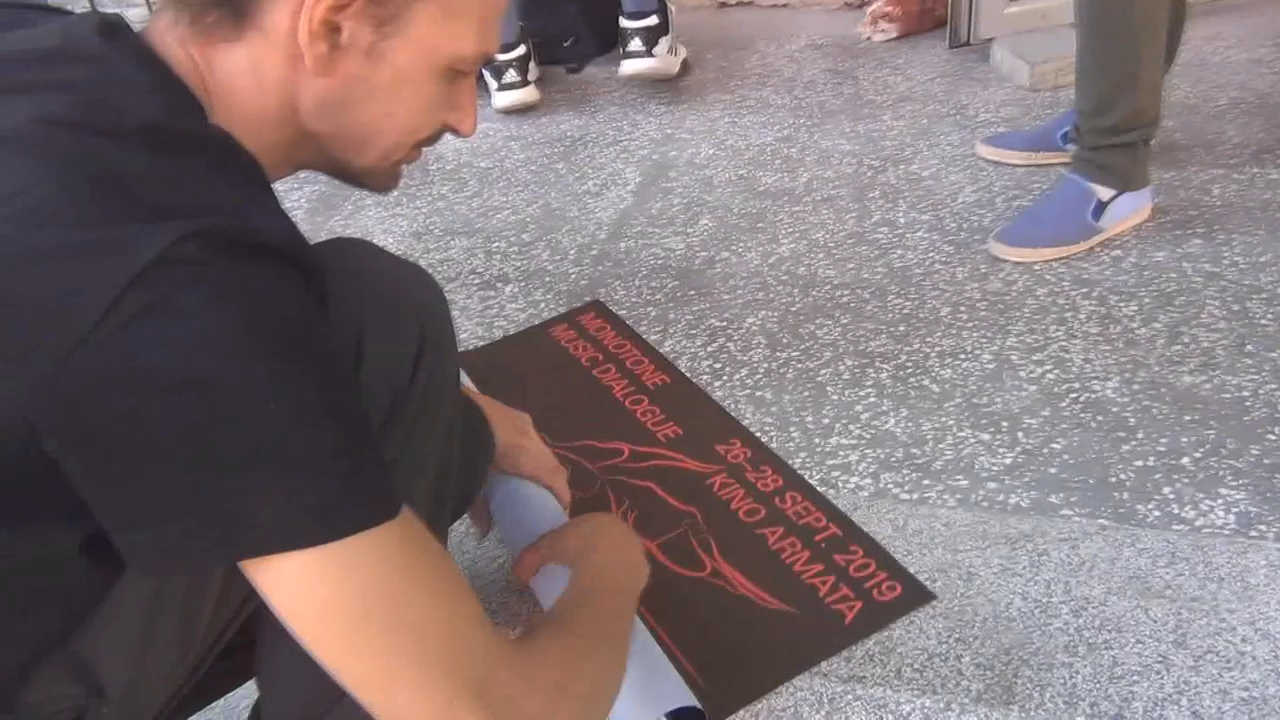 MONOTONE
MUSIC DIALOGUE
26–28 SEPT. 2019
KINO ARMATA